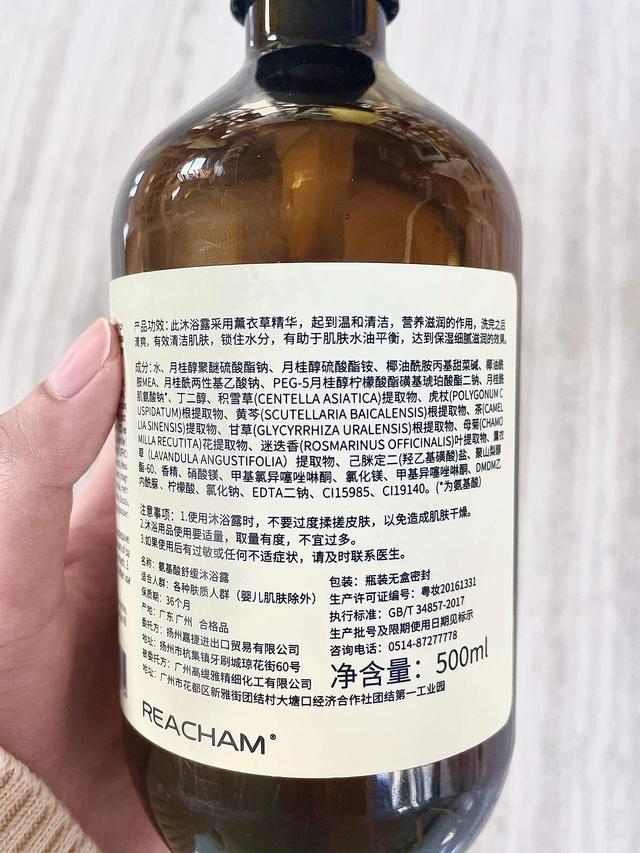 产品功效：此沐浴露采用薰衣草精华，起到温和清洁，营养滋润的作用，洗完之后
清爽，有效清洁肌肤，锁住水分，有助于肌肤水油平衡，达到保湿细腻滋润的效果。
成分：水、月桂醇聚醚硫酸酯钠、月桂醇硫酸酯铵、椰油酰胺丙基甜菜碱、椰油酰
胺MEA、月桂酰两性基乙酸钠、PEG-5月桂醇柠檬酸酯磺基琥珀酸酯二钠、月桂酰
肌氨酸钠*、丁二醇、积雪草(CENTELLA ASIATICA)提取物、虎杖(POLYGONUM C
USPIDATUM)根提取物、黄芩(SCUTELLARIA BAICALENSIS)根提取物、茶(CAMEL
LIA SINENSIS)提取物、甘草(GLYCYRRHIZA URALENSIS)根提取物、母菊(CHAMO
MILLA RECUTITA)花提取物、迷迭香(ROSMARINUS OFFICINALIS)叶提取物、薰衣
草（LAVANDULA ANGUSTIFOLIA）提取物、己脒定二(羟乙基磺酸)盐、聚山梨醇
酯-60、香精、硝酸镁、甲基氯异噻唑啉酮、氯化镁、甲基异噻唑啉酮、DMDM乙
内酰脲、柠檬酸、氯化钠、EDTA二钠、CI15985、CI19140。(*为氨基酸)
注意事项：1.使用沐浴露时，不要过度揉搓皮肤，以免造成肌肤干燥。
2.沐浴用品使用要适量，取量有度，不宜过多。
3.如果使用后有过敏或任何不适症状，请及时联系医生。
名称：氨基酸舒缓沐浴露
适合人群：各种肤质人群（婴儿肌肤除外）
保质期：36个月
产地：广东广州 合格品
委托方：扬州嘉捷进出口贸易有限公司
地址：扬州市杭集镇牙刷城琼花街60号
被委托方：广州高缇雅精细化工有限公司
地址：广州市花都区新雅街团结村大塘口经济合作社团结第一工业园
包装：瓶装无盒密封
生产许可证编号：粤妆20161331
执行标准：GB/T 34857-2017
生产批号及限期使用日期见标示
咨询电话：0514-87277778
净含量：500ml
REACHAM®